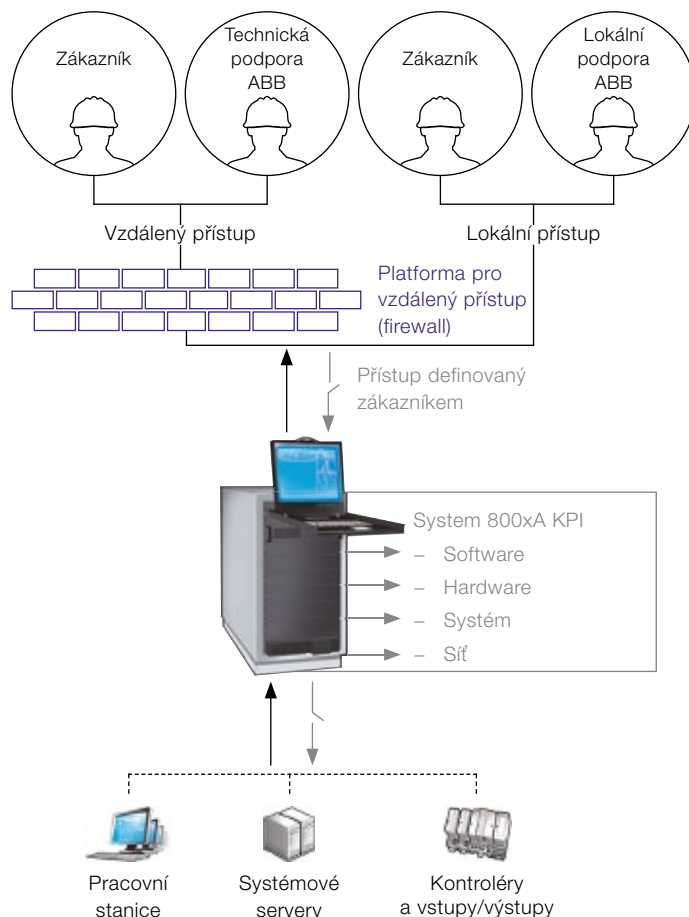 Zákazník
Technická
podpora
ABB
Zákazník
Lokální
podpora
ABB
Vzdálený přístup
Lokální přístup
Platforma pro
vzdálený přístup
(firewall)
Přístup definovaný
zákazníkem
System 800xA KPI
– Software
– Hardware
– Systém
– Síť
Pracovní
stanice
Systémové
servery
Kontroléry
a vstupy/výstupy